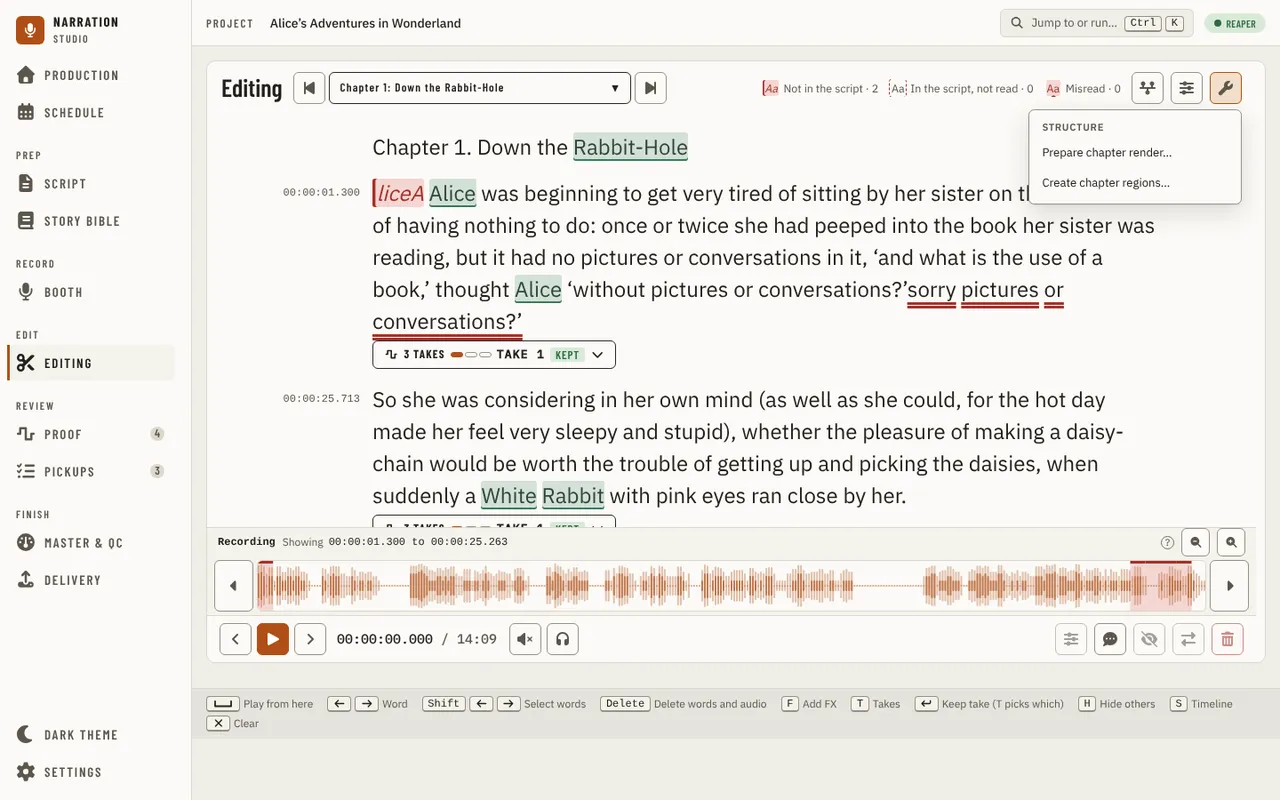 NARRATION
STUDIO
PRODUCTION
SCHEDULE
PREP
SCRIPT
STORY BIBLE
RECORD
BOOTH
EDIT
EDITING
REVIEW
PROOF 4
PICKUPS 3
FINISH
MASTER & QC
DELIVERY
DARK THEME
SETTINGS
PROJECT Alice's Adventures in Wonderland
Jump to or run... Ctrl K
REAPER
Editing
Chapter 1: Down the Rabbit-Hole
Aa Not in the script · 2 Aa In the script, not read · 0 Aa Misread · 0
STRUCTURE
Prepare chapter render...
Create chapter regions...
Chapter 1. Down the Rabbit-Hole
00:00:01.300 liceA Alice was beginning to get very tired of sitting by her sister on
of having nothing to do: once or twice she had peeped into the book her sister was
reading, but it had no pictures or conversations in it, ‘and what is the use of a
book,’ thought Alice ‘without pictures or conversations?’sorry pictures or
conversations?’
3 TAKES TAKE 1 KEPT
00:00:25.713 So she was considering in her own mind (as well as she could, for the hot day
made her feel very sleepy and stupid), whether the pleasure of making a daisy-
chain would be worth the trouble of getting up and picking the daisies, when
suddenly a White Rabbit with pink eyes ran close by her.
3 TAKES TAKE 1 KEPT
Recording Showing 00:00:01.300 to 00:00:25.263
?
00:00:00.000 / 14:09
Play from here ← → Word Shift ← → Select words Delete Delete words and audio F Add FX T Takes ↵ Keep take (T picks which) H Hide others S Timeline
✕ Clear